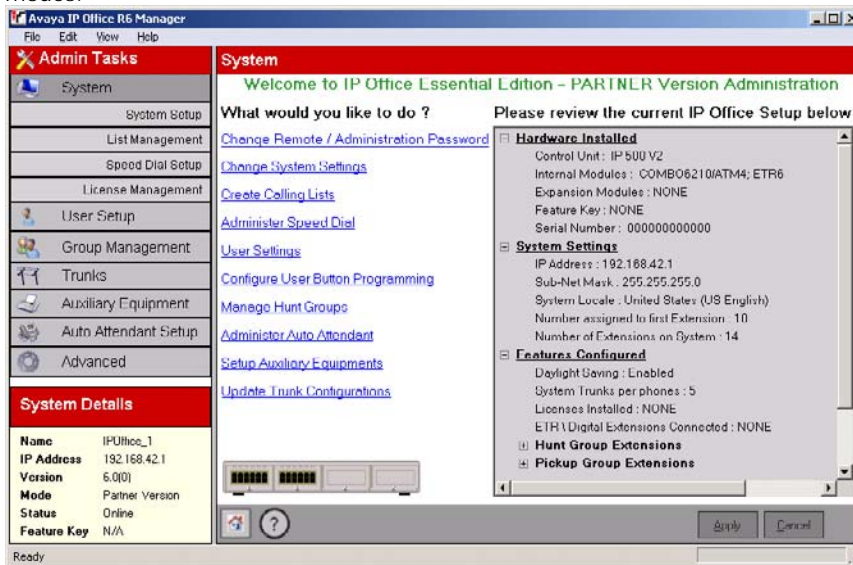 Avaya IP Office R6 Manager
File Edit View Help
Admin Tasks
System
System Setup
List Management
Speed Dial Setup
License Management
User Setup
Group Management
Trunks
Auxiliary Equipment
Auto Attendant Setup
Advanced
System Details
Name IPOffice_1
IP Address 192.168.42.1
Version 6.0(0)
Mode Partner Version
Status Online
Feature Key N/A
System
Welcome to IP Office Essential Edition - PARTNER Version Administration
What would you like to do ?
Change Remote / Administration Password
Change System Settings
Create Calling Lists
Administer Speed Dial
User Settings
Configure User Button Programming
Manage Hunt Groups
Administer Auto Attendant
Setup Auxiliary Equipments
Update Trunk Configurations
Please review the current IP Office Setup below
Hardware Installed
Control Unit : IP 500 V2
Internal Modules : COMBO6210/ATM4; ETR6
Expansion Modules : NONE
Feature Key : NONE
Serial Number : 000000000000
System Settings
IP Address : 192.168.42.1
Sub-Net Mask : 255.255.255.0
System Locale : United States (US English)
Number assigned to first Extension : 10
Number of Extensions on System : 14
Features Configured
Daylight Saving : Enabled
System Trunks per phones : 5
Licenses Installed : NONE
ETR \ Digital Extensions Connected : NONE
Hunt Group Extensions
Pickup Group Extensions
Apply Cancel
Ready